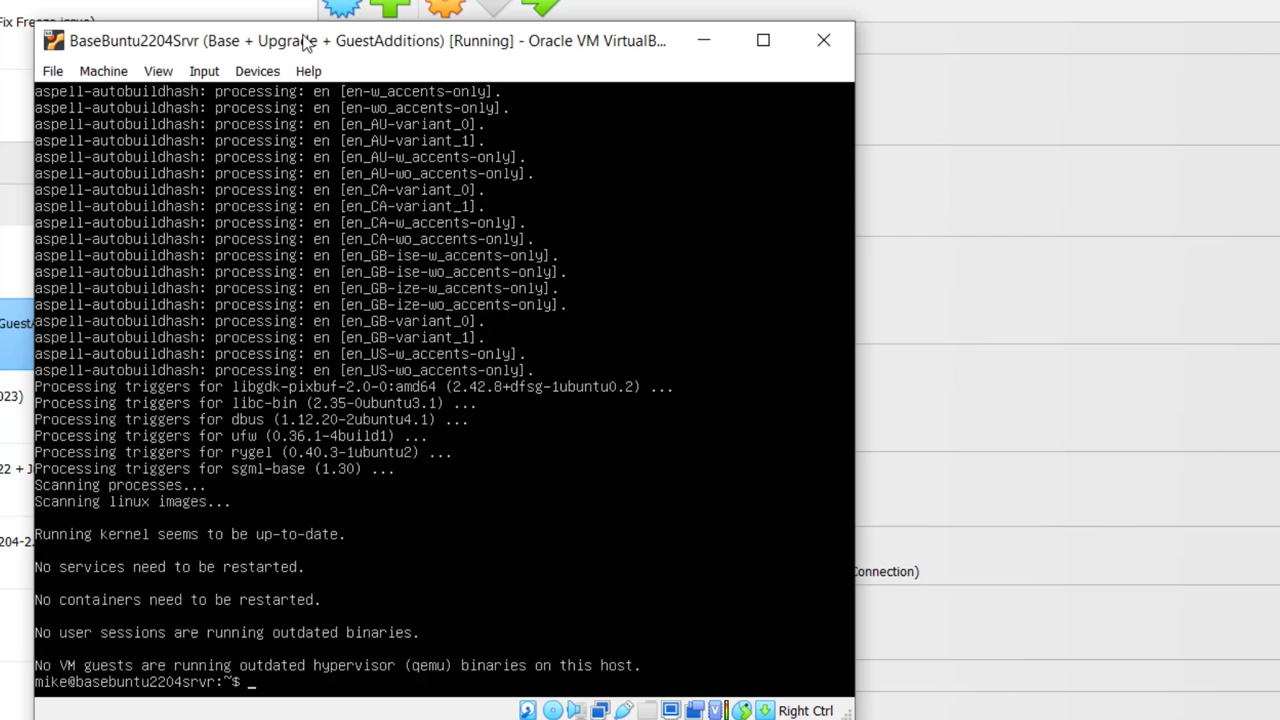 Fix Freeze issue)
BaseBuntu2204Srvr (Base + Upgrade + GuestAdditions) [Running] - Oracle VM VirtualB...
File Machine View Input Devices Help
aspell-autobuildhash: processing: en [en-w_accents-only].
aspell-autobuildhash: processing: en [en-wo_accents-only].
aspell-autobuildhash: processing: en [en_AU-variant_0].
aspell-autobuildhash: processing: en [en_AU-variant_1].
aspell-autobuildhash: processing: en [en_AU-w_accents-only].
aspell-autobuildhash: processing: en [en_AU-wo_accents-only].
aspell-autobuildhash: processing: en [en_CA-variant_0].
aspell-autobuildhash: processing: en [en_CA-variant_1].
aspell-autobuildhash: processing: en [en_CA-w_accents-only].
aspell-autobuildhash: processing: en [en_CA-wo_accents-only].
aspell-autobuildhash: processing: en [en_GB-ise-w_accents-only].
aspell-autobuildhash: processing: en [en_GB-ise-wo_accents-only].
aspell-autobuildhash: processing: en [en_GB-ize-w_accents-only].
aspell-autobuildhash: processing: en [en_GB-ize-wo_accents-only].
aspell-autobuildhash: processing: en [en_GB-variant_0].
aspell-autobuildhash: processing: en [en_GB-variant_1].
GuestA
aspell-autobuildhash: processing: en [en_US-w_accents-only].
aspell-autobuildhash: processing: en [en_US-wo_accents-only].
Processing triggers for libgdk-pixbuf-2.0-0:amd64 (2.42.8+dfsg-1ubuntu0.2) ...
023)
Processing triggers for libc-bin (2.35-0ubuntu3.1) ...
Processing triggers for dbus (1.12.20-2ubuntu4.1) ...
Processing triggers for ufw (0.36.1-4build1) ...
Processing triggers for rygel (0.40.3-1ubuntu2) ...
22 + J
Processing triggers for sgml-base (1.30) ...
Scanning processes...
Scanning linux images...
Running kernel seems to be up-to-date.
204-2.
No services need to be restarted.
Connection)
No containers need to be restarted.
No user sessions are running outdated binaries.
No VM guests are running outdated hypervisor (qemu) binaries on this host.
mike@basebuntu2204srvr:~$ _
Right Ctrl